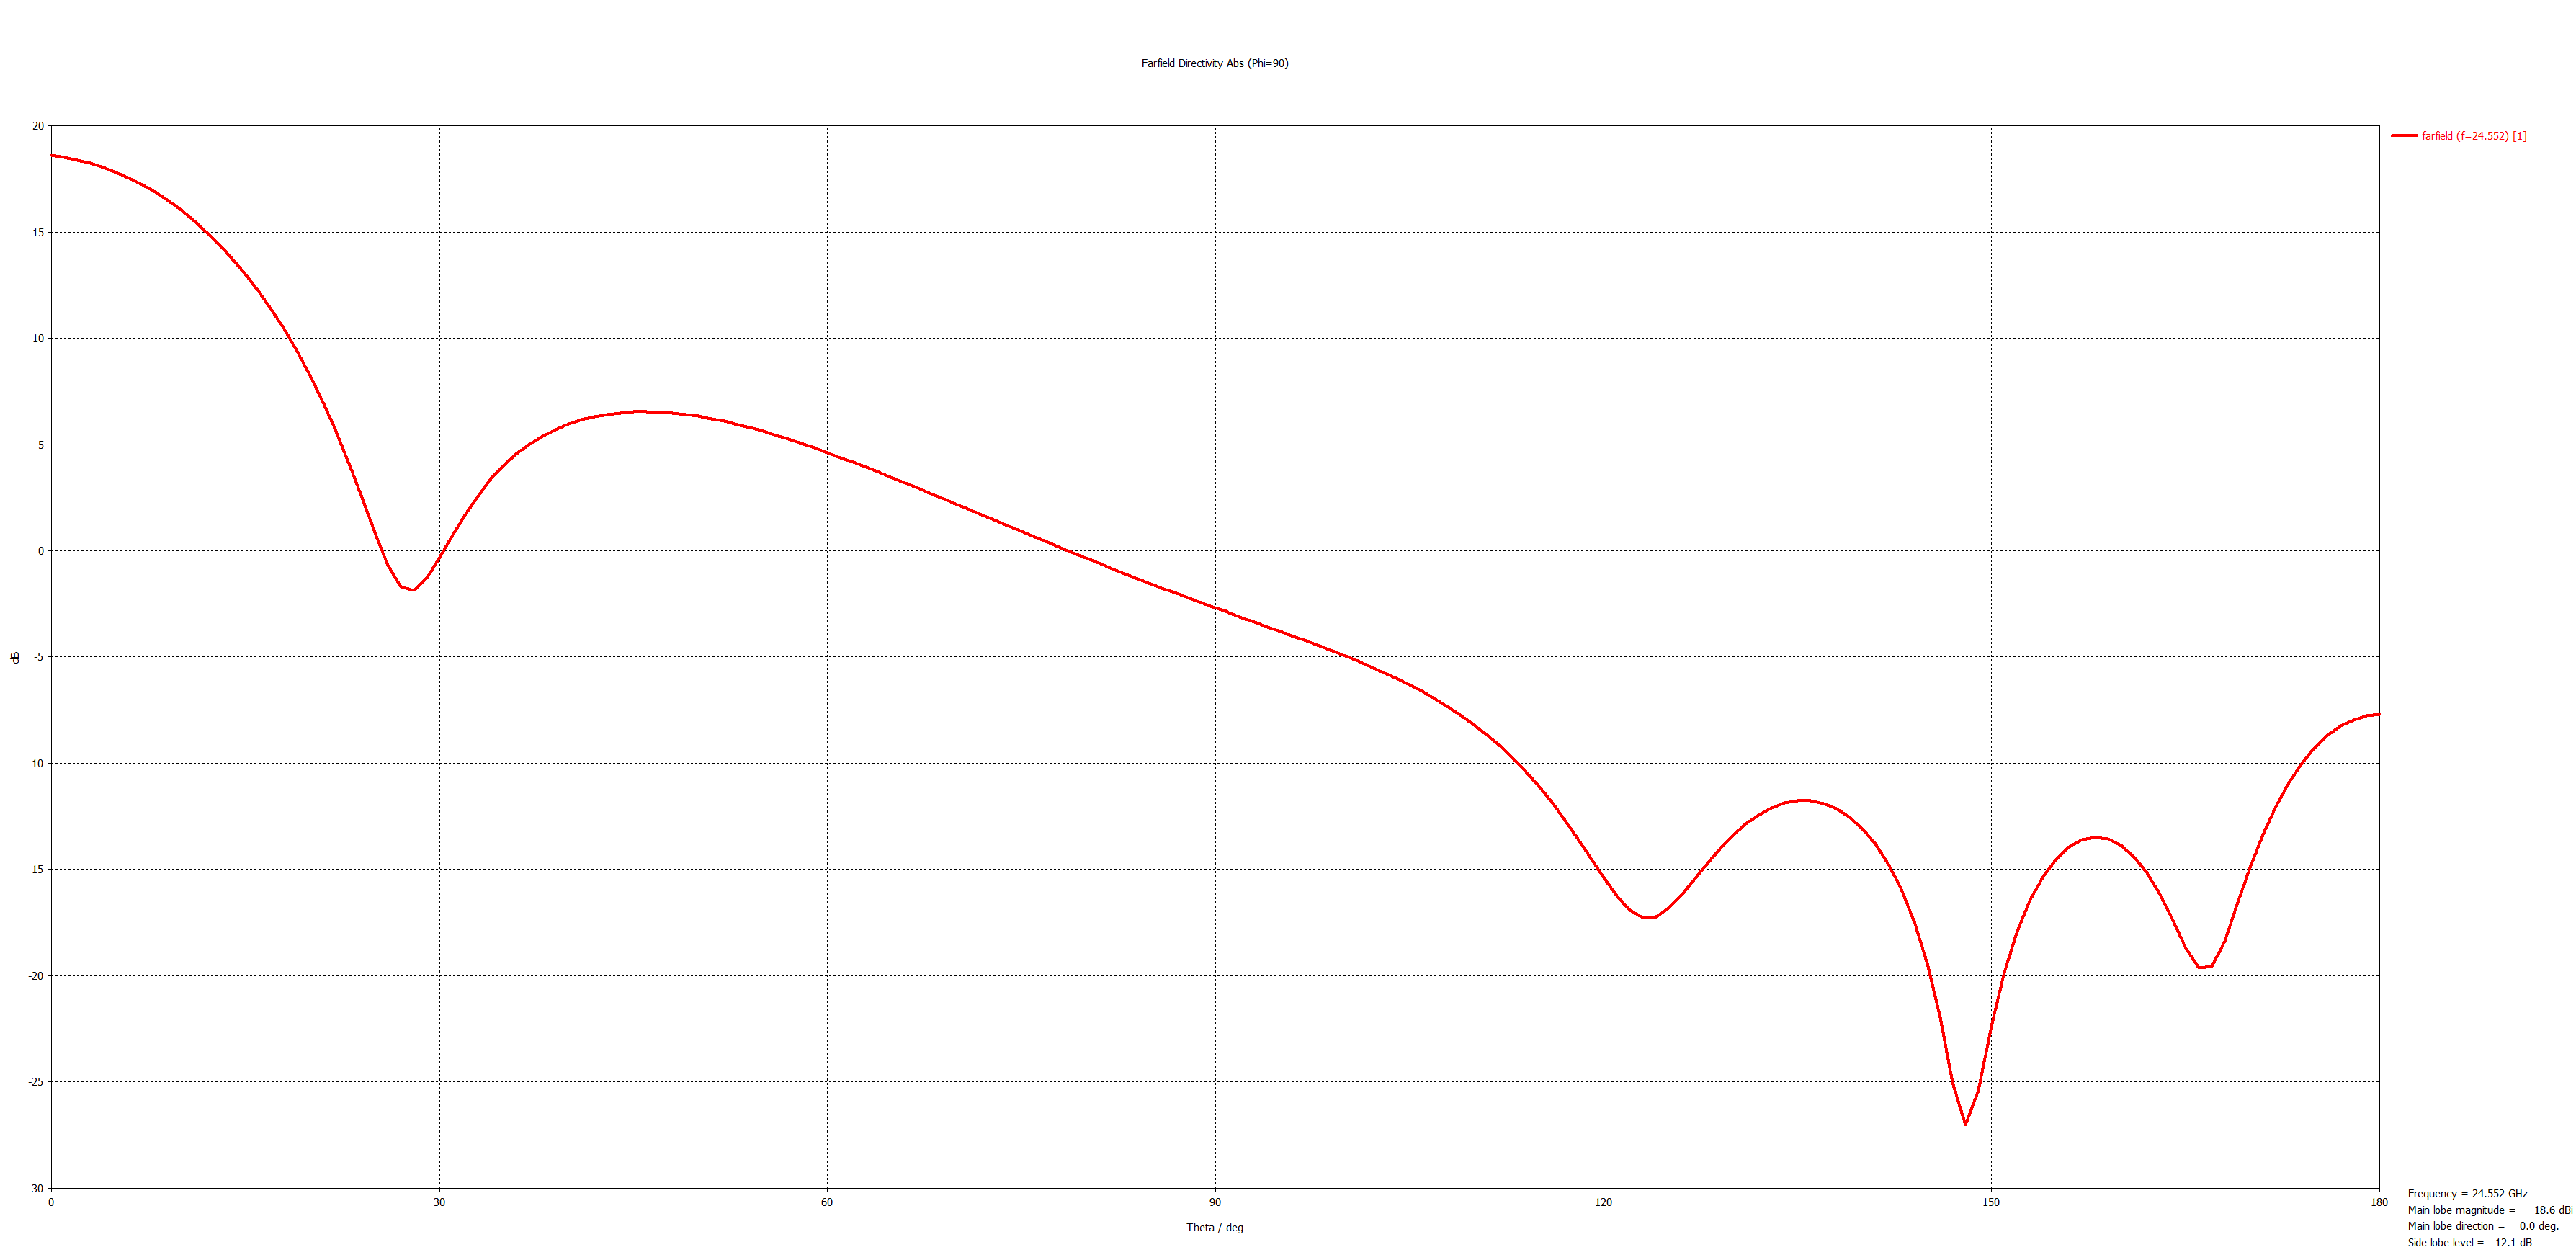 Farfield Directivity Abs (Phi=90)
farfield (f=24.552) [1]
20
15
10
5
0
-5
-10
-15
-20
-25
-30
dBi
0 30 60 90 120 150 180
Theta / deg
Frequency = 24.552 GHz
Main lobe magnitude = 18.6 dBi
Main lobe direction = 0.0 deg.
Side lobe level = -12.1 dB